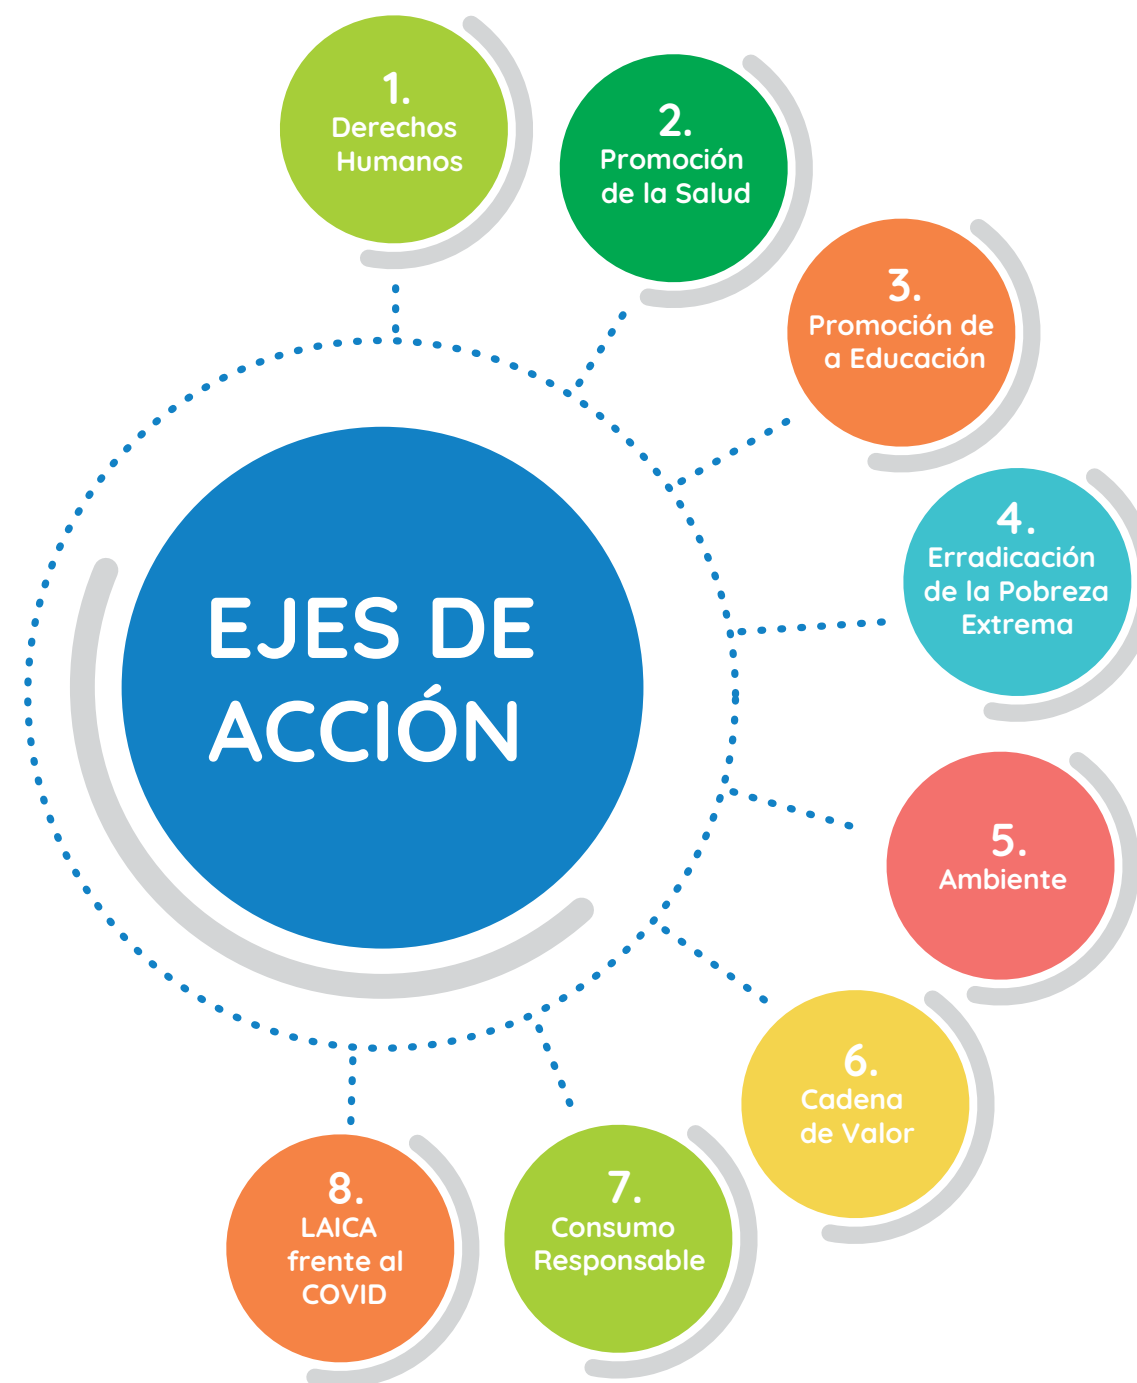 1.
Derechos
Humanos
2.
Promoción
de la Salud
3.
Promoción de
a Educación
4.
Erradicación
de la Pobreza
Extrema
EJES DE
ACCIÓN
5.
Ambiente
6.
Cadena
de Valor
7.
Consumo
Responsable
8.
LAICA
frente al
COVID